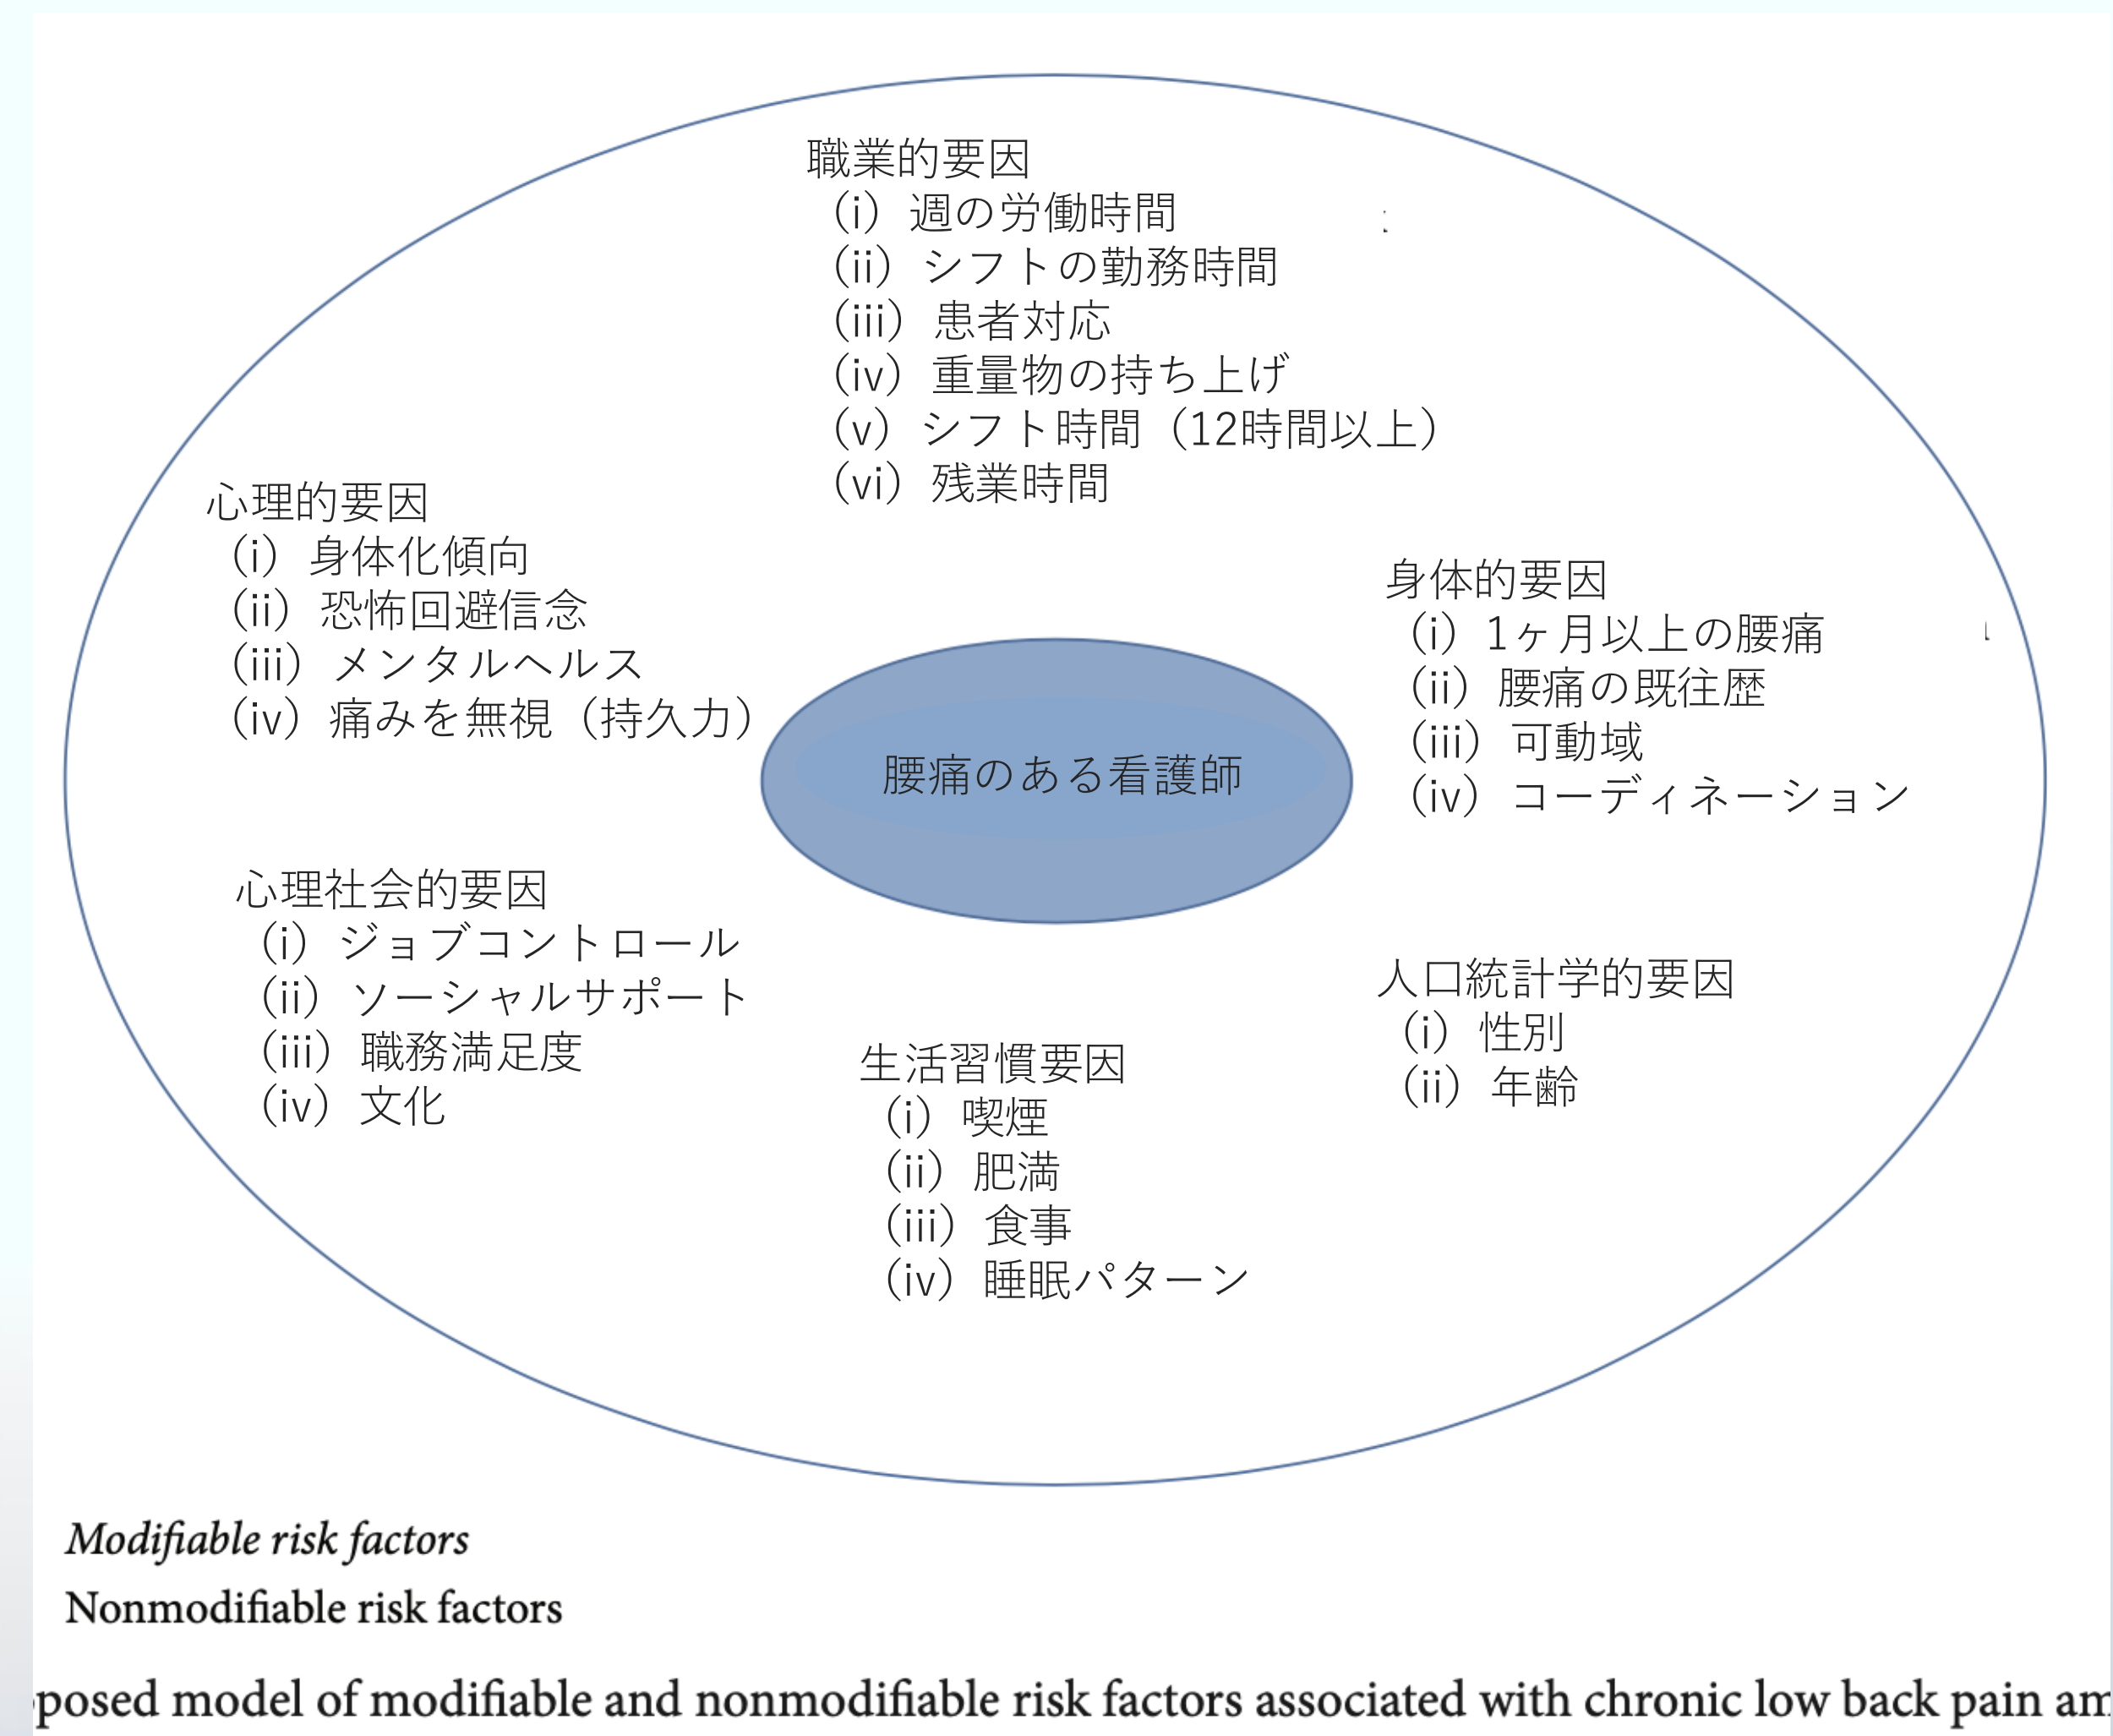 職業的要因
(i) 週の労働時間
(ii) シフトの勤務時間
(iii) 患者対応
(iv) 重量物の持ち上げ
(v) シフト時間（12時間以上）
(vi) 残業時間
心理的要因
(i) 身体化傾向
(ii) 恐怖回避信念
(iii) メンタルヘルス
(iv) 痛みを無視（持久力）
身体的要因
(i) 1ヶ月以上の腰痛
(ii) 腰痛の既往歴
(iii) 可動域
(iv) コーディネーション
腰痛のある看護師
心理社会的要因
(i) ジョブコントロール
(ii) ソーシャルサポート
(iii) 職務満足度
(iv) 文化
人口統計学的要因
(i) 性別
(ii) 年齢
生活習慣要因
(i) 喫煙
(ii) 肥満
(iii) 食事
(iv) 睡眠パターン
Modifiable risk factors
Nonmodifiable risk factors
posed model of modifiable and nonmodifiable risk factors associated with chronic low back pain am